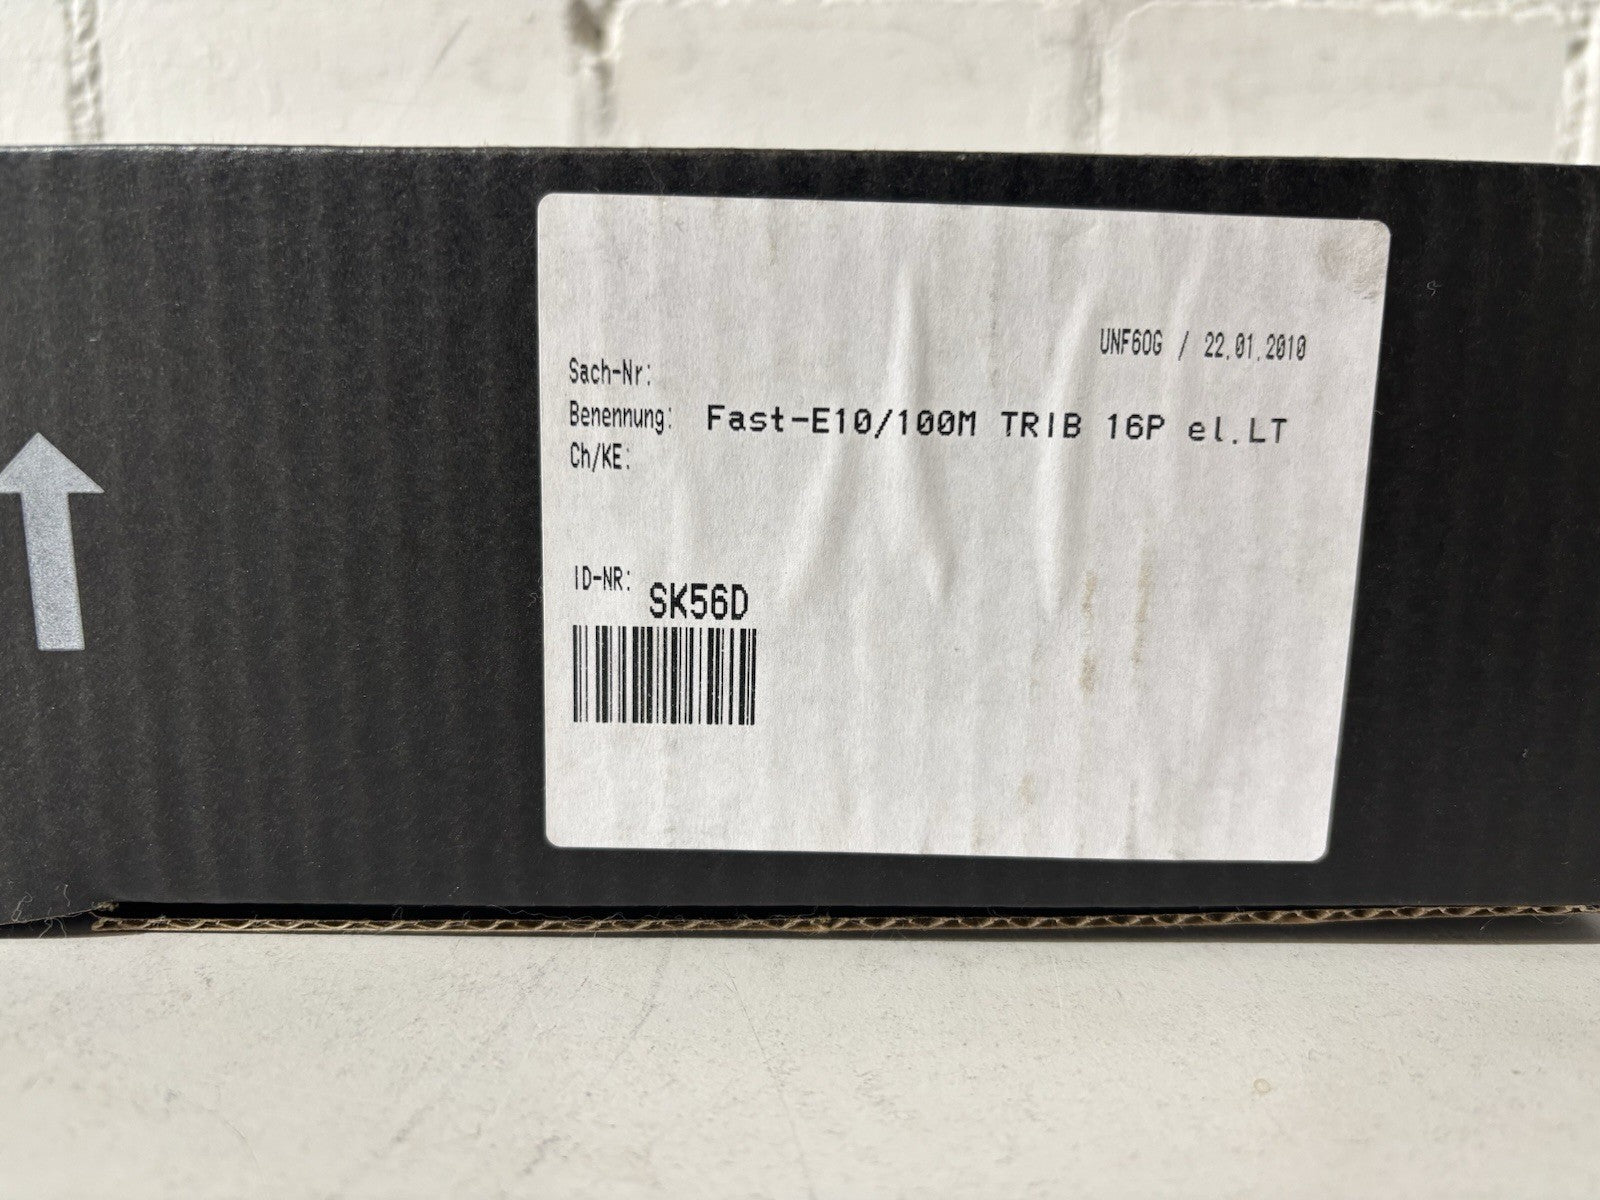 UNF60G / 22.01.2010
Sach-Nr:
Benennung: Fast-E10/100M TRIB 16P el.LT
Ch/KE:
ID-NR: SK56D